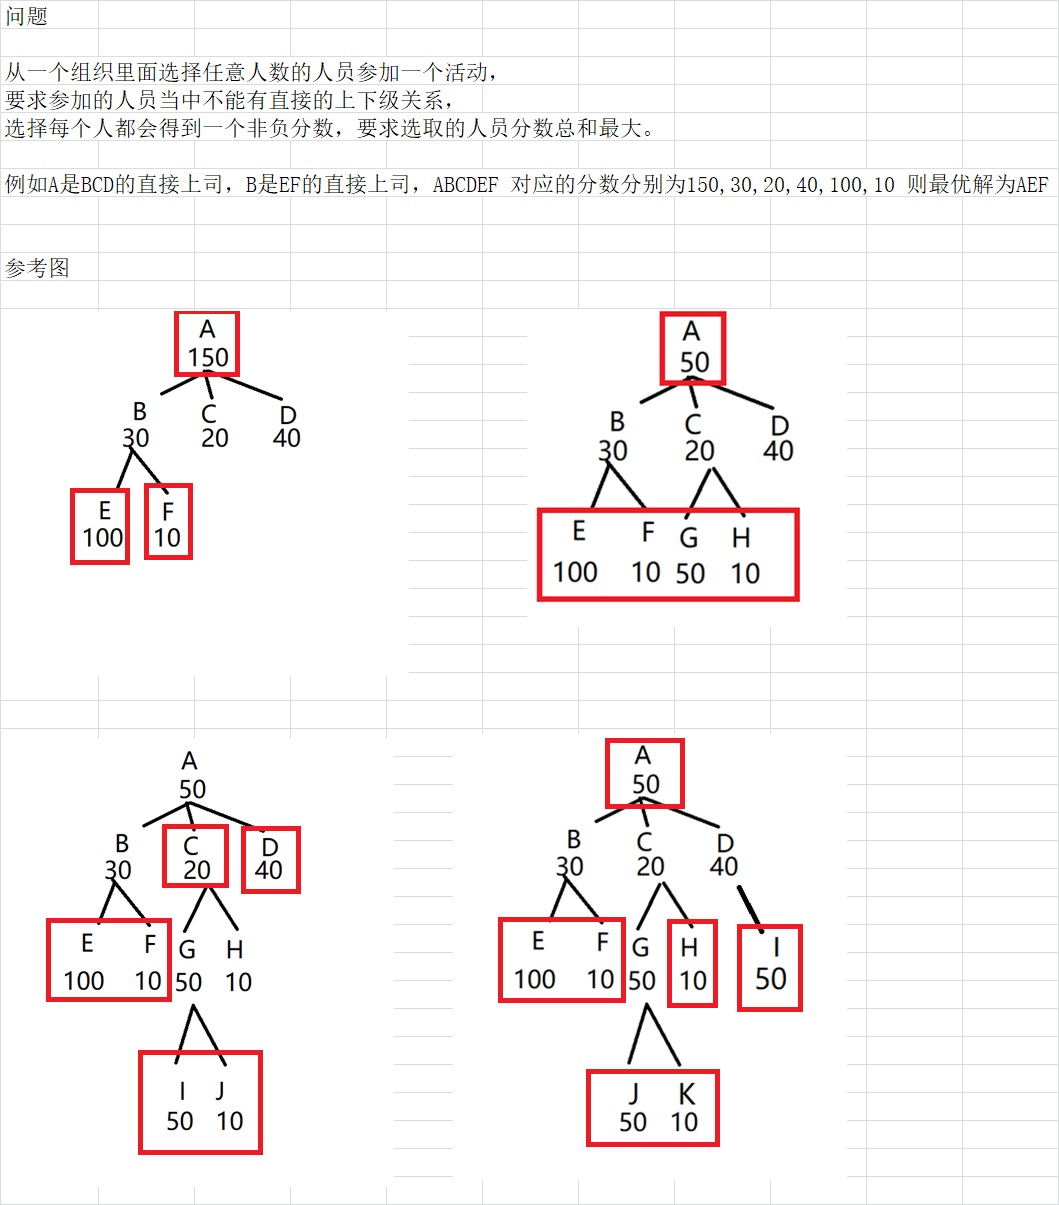 问题
从一个组织里面选择任意人数的人员参加一个活动，
要求参加的人员当中不能有直接的上下级关系，
选择每个人都会得到一个非负分数，要求选取的人员分数总和最大。
例如A是BCD的直接上司，B是EF的直接上司，ABCDEF 对应的分数分别为150,30,20,40,100,10 则最优解为AEF
参考图
A
150
B C D
30 20 40
E F
100 10
A
50
B C D
30 20 40
E F G H
100 10 50 10
A
50
B C D
30 20 40
E F G H
100 10 50 10
I J
50 10
A
50
B C D
30 20 40
E F G H I
100 10 50 10 50
J K
50 10